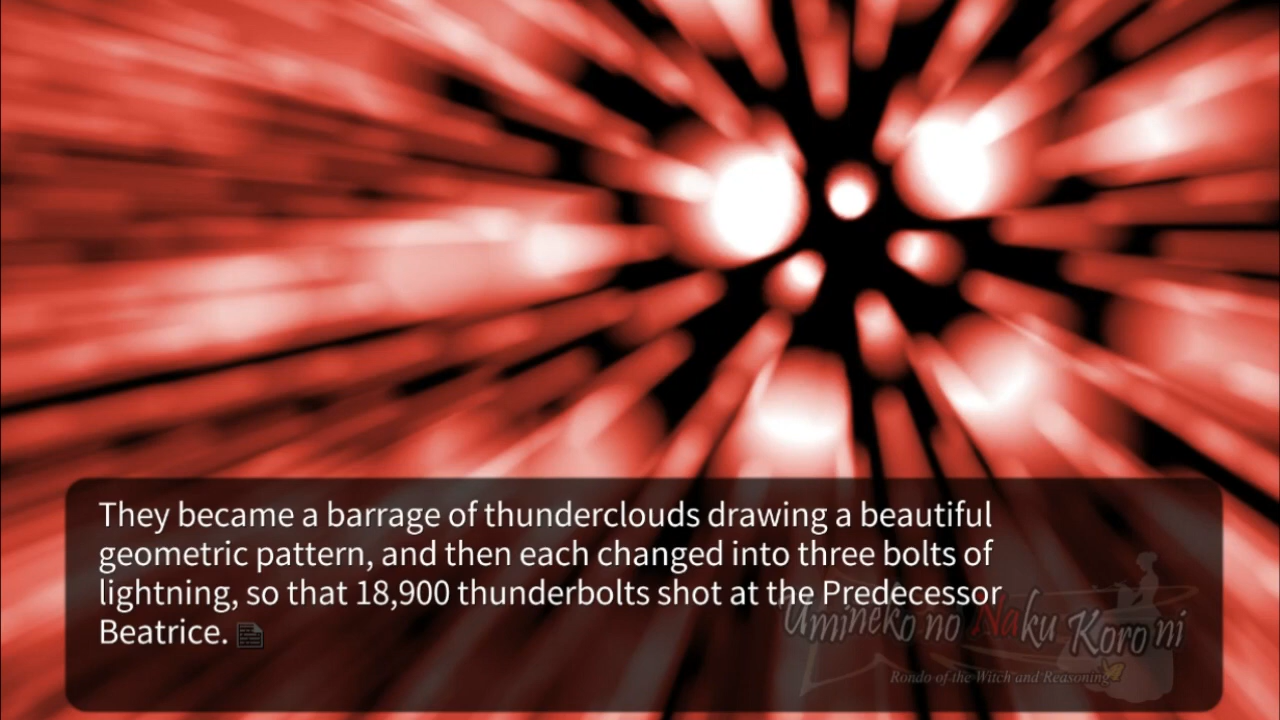 They became a barrage of thunderclouds drawing a beautiful
geometric pattern, and then each changed into three bolts of
lightning, so that 18,900 thunderbolts shot at the Predecessor
Beatrice.
Umineko no Naku Koro ni
Rondo of the Witch and Reasoning